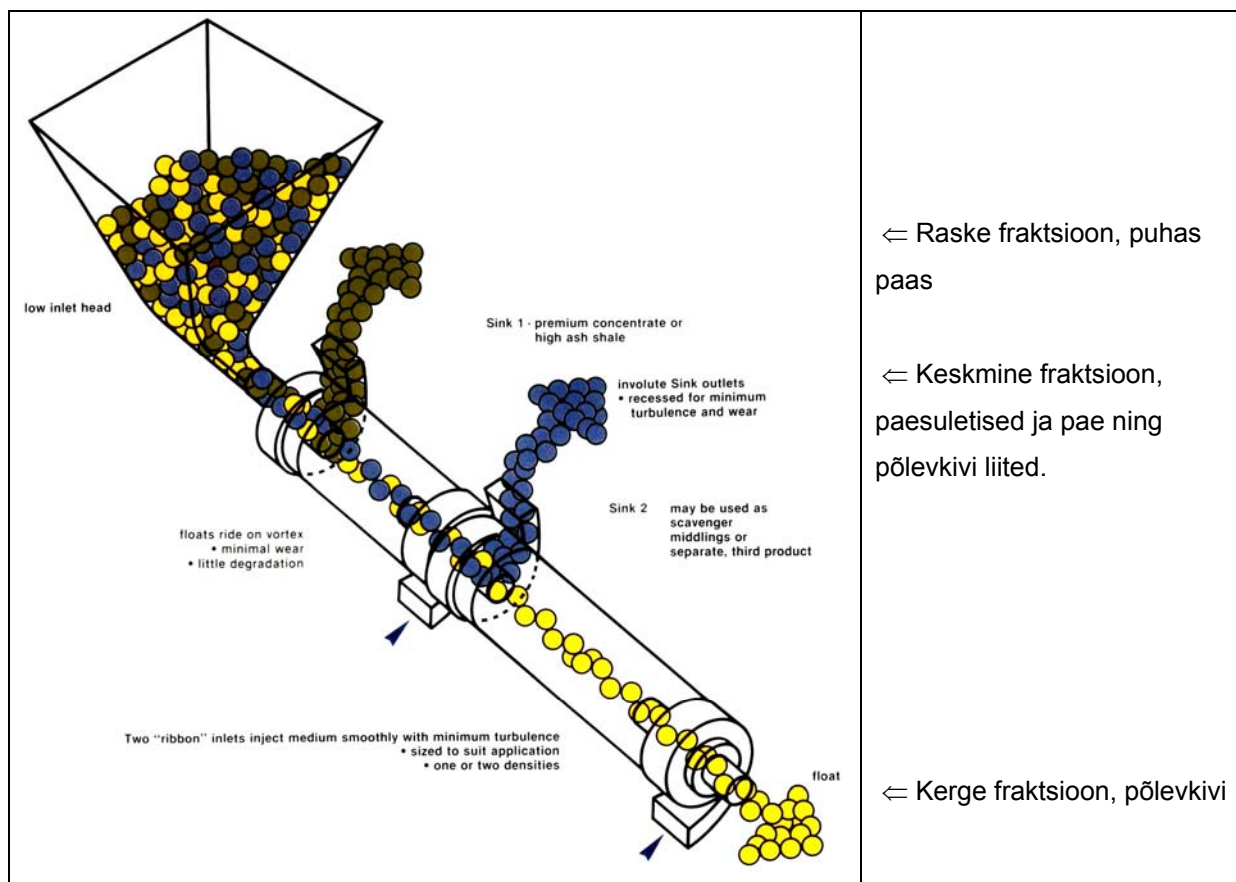 low inlet head
Sink 1 - premium concentrate or
high ash shale
involute Sink outlets
• recessed for minimum
turbulence and wear
Sink 2 may be used as
scavenger
middlings or
separate, third product
floats ride on vortex
• minimal wear
• little degradation
Two "ribbon" inlets inject medium smoothly with minimum turbulence
• sized to suit application
• one or two densities
float
⇐ Raske fraktsioon, puhas
paas
⇐ Keskmine fraktsioon,
paesuletised ja pae ning
põlevkivi liited.
⇐ Kerge fraktsioon, põlevkivi